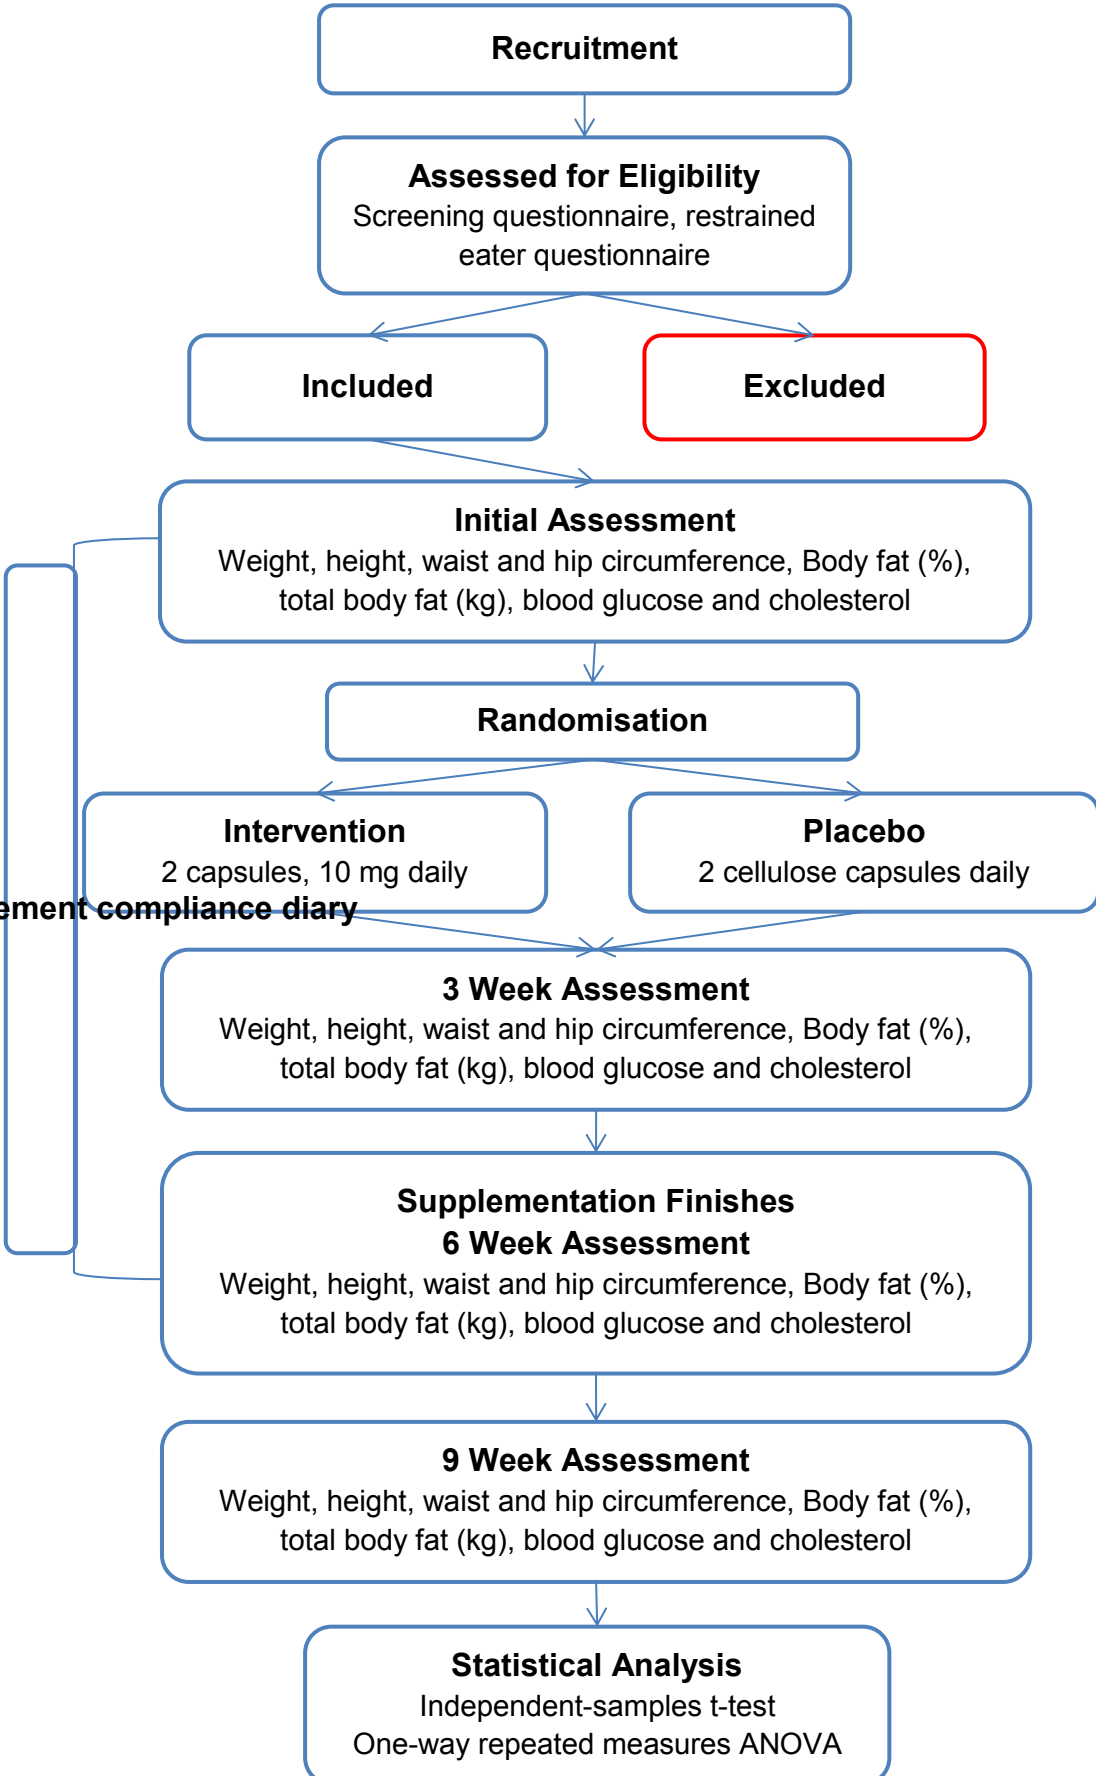 Recruitment
Assessed for Eligibility
Screening questionnaire, restrained
eater questionnaire
Included
Excluded
Initial Assessment
Weight, height, waist and hip circumference, Body fat (%),
total body fat (kg), blood glucose and cholesterol
Randomisation
Intervention
2 capsules, 10 mg daily
Placebo
2 cellulose capsules daily
compliance diary
3 Week Assessment
Weight, height, waist and hip circumference, Body fat (%),
total body fat (kg), blood glucose and cholesterol
Supplementation Finishes
6 Week Assessment
Weight, height, waist and hip circumference, Body fat (%),
total body fat (kg), blood glucose and cholesterol
9 Week Assessment
Weight, height, waist and hip circumference, Body fat (%),
total body fat (kg), blood glucose and cholesterol
Statistical Analysis
Independent-samples t-test
One-way repeated measures ANOVA